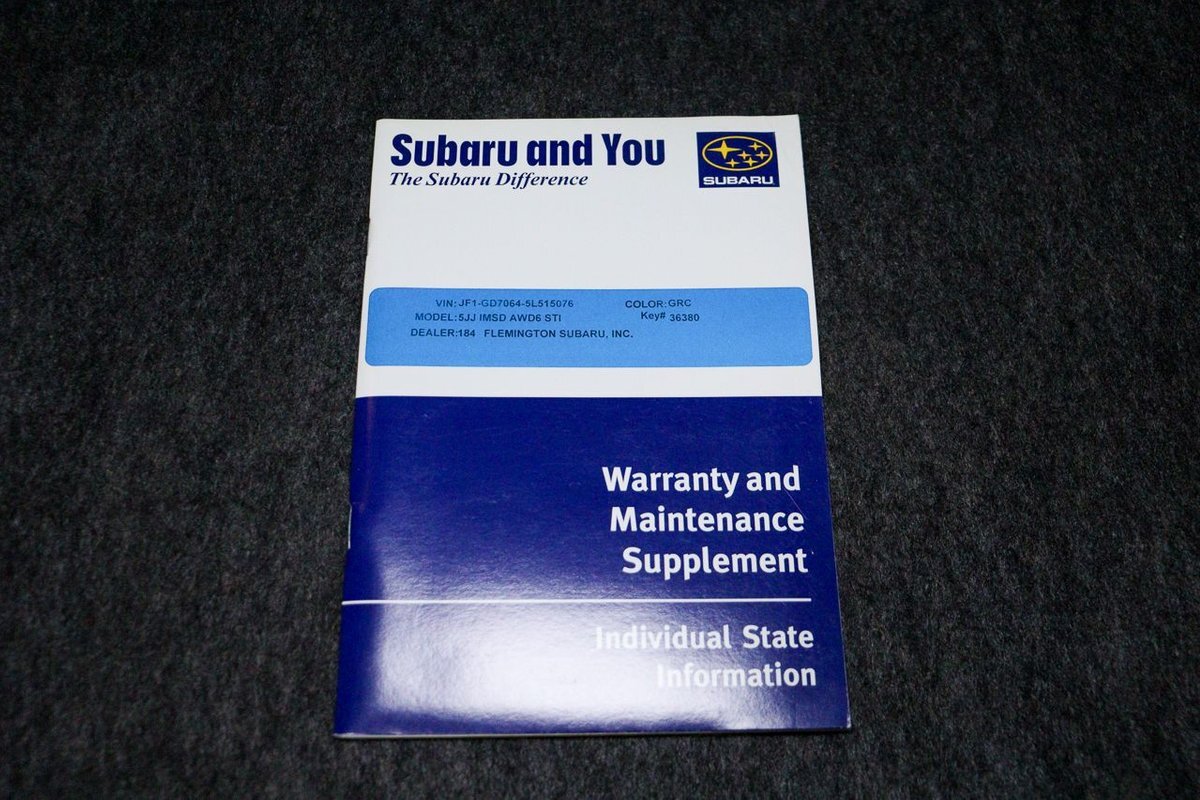 Subaru and You
The Subaru Difference
SUBARU
VIN: JF1-GD7064-5L515076 COLOR: GRC
MODEL: 5JJ IMSD AWD6 STI Key# 36380
DEALER: 184 FLEMINGTON SUBARU, INC.
Warranty and
Maintenance
Supplement
Individual State
Information